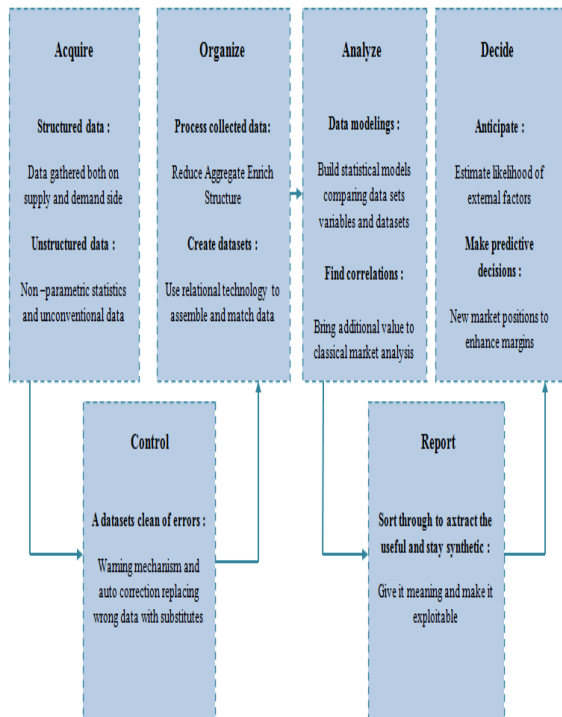 Acquire
Structured data :
Data gathered both on
supply and demand side
Unstructured data :
Non –parametric statistics
and unconventional data
Control
A datasets clean of errors :
Warning mechanism and
auto correction replacing
wrong data with substitutes
Organize
Process collected data:
Reduce Aggregate Enrich
Structure
Create datasets :
Use relational technology to
assemble and match data
Analyze
Data modelings :
Build statistical models
comparing data sets
variables and datasets
Find correlations :
Bring additional value to
classical market analysis
Report
Sort through to axtract the
useful and stay synthetic :
Give it meaning and make it
exploitable
Decide
Anticipate :
Estimate likelihood of
external factors
Make predictive
decisions :
New market positions to
enhance margins